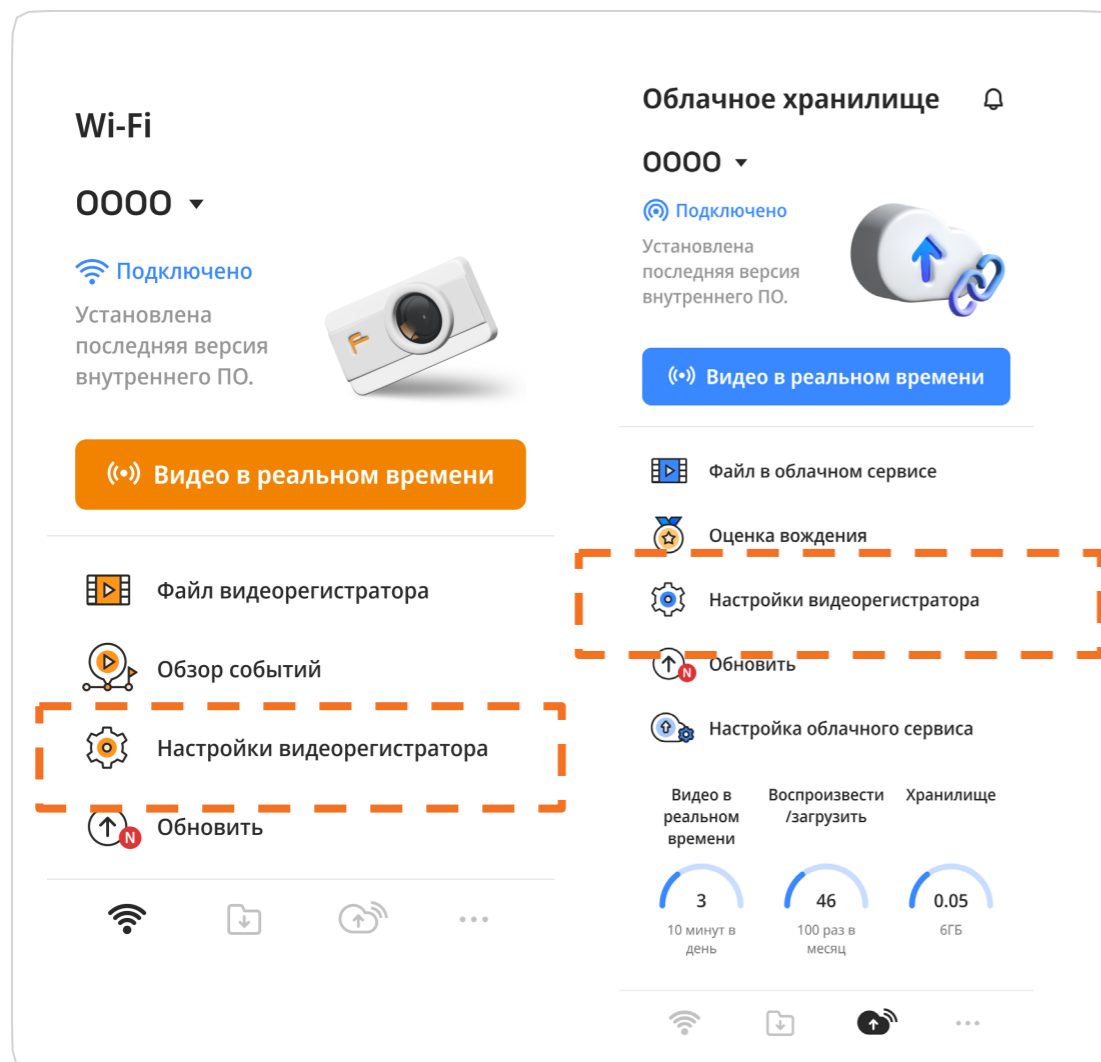 Wi-Fi
OOOO
Подключено
Установлена
последняя версия
внутреннего ПО.
Видео в реальном времени
Файл видеорегистратора
Обзор событий
Настройки видеорегистратора
N
Обновить
Облачное хранилище
OOOO
Подключено
Установлена
последняя версия
внутреннего ПО.
Видео в реальном времени
Файл в облачном сервисе
Оценка вождения
Настройки видеорегистратора
N
Обновить
Настройка облачного сервиса
Видео в
реальном
времени
Воспроизвести
/загрузить
Хранилище
3
46
0.05
10 минут в
день
100 раз в
месяц
6ГБ